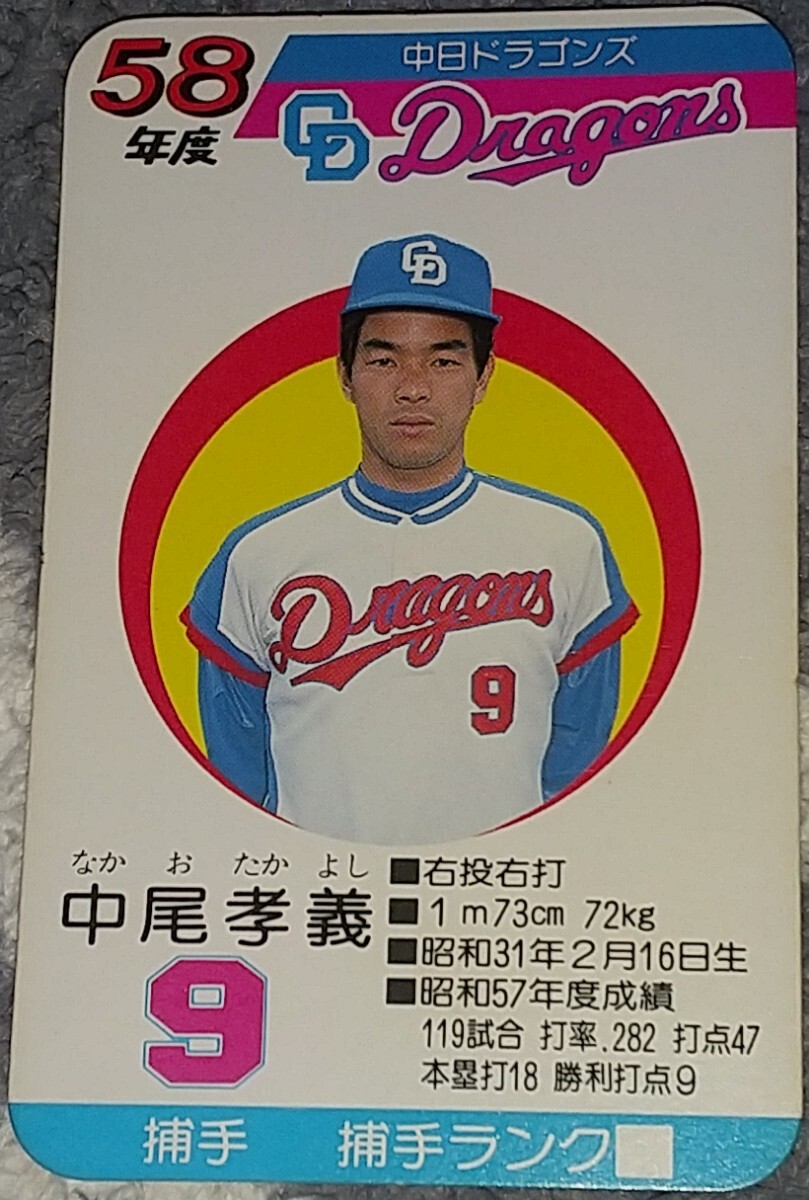 58
年度
中日ドラゴンズ
CD Dragons
CD
Dragons
9
なか お たか よし
中尾孝義
9
■右投右打
■1m73cm 72kg
■昭和31年2月16日生
■昭和57年度成績
119試合 打率.282 打点47
本塁打18 勝利打点9
捕手 捕手ランク